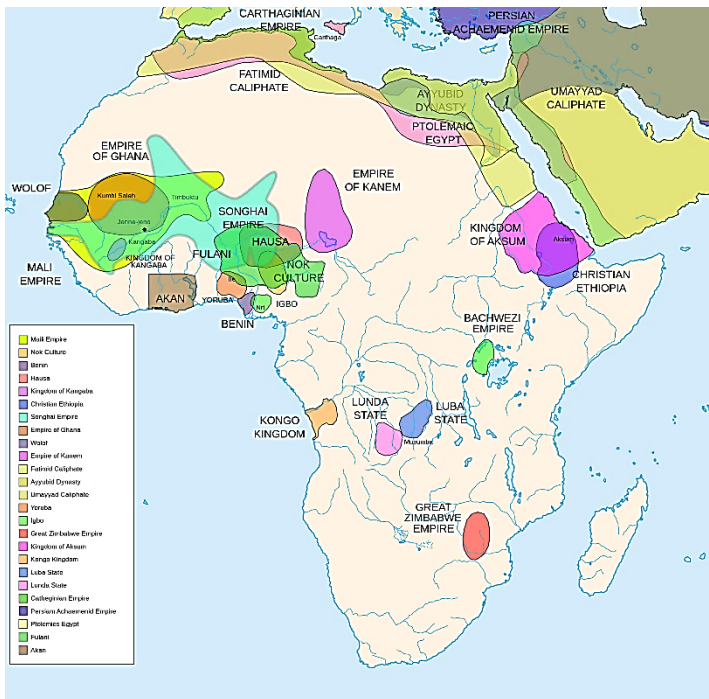 CARTHAGINIAN
EMPIRE
Carthage
PERSIAN
ACHAEMENID EMPIRE
FATIMID
CALIPHATE
AYYUBID
DYNASTY
UMAYYAD
CALIPHATE
PTOLEMAIC
EGYPT
EMPIRE
OF GHANA
EMPIRE
OF KANEM
WOLOF
Kumbi Saleh
Timbuktu
Jenne-jeno
Kangaba
SONGHAI
EMPIRE
HAUSA
KINGDOM
OF AKSUM
Aksum
KINGDOM OF
KANGABA
FULANI
NOK
CULTURE
MALI
EMPIRE
CHRISTIAN
ETHIOPIA
AKAN
YORUBA
Ife
Nri
IGBO
BENIN
BACHWEZI
EMPIRE
KONGO
KINGDOM
LUNDA
STATE
LUBA
STATE
GREAT
ZIMBABWE
EMPIRE
Mali Empire
Nok Culture
Benin
Hausa
Kingdom of Kangaba
Christian Ethiopia
Songhai Empire
Empire of Ghana
Wolof
Empire of Kanem
Fatimid Caliphate
Ayyubid Dynasty
Umayyad Caliphate
Yoruba
Igbo
Great Zimbabwe Empire
Kingdom of Aksum
Kongo Kingdom
Luba State
Lunda State
Cathaginian Empire
Persian Achaemenid Empire
Ptolemies Egypt
Fulani
Akan